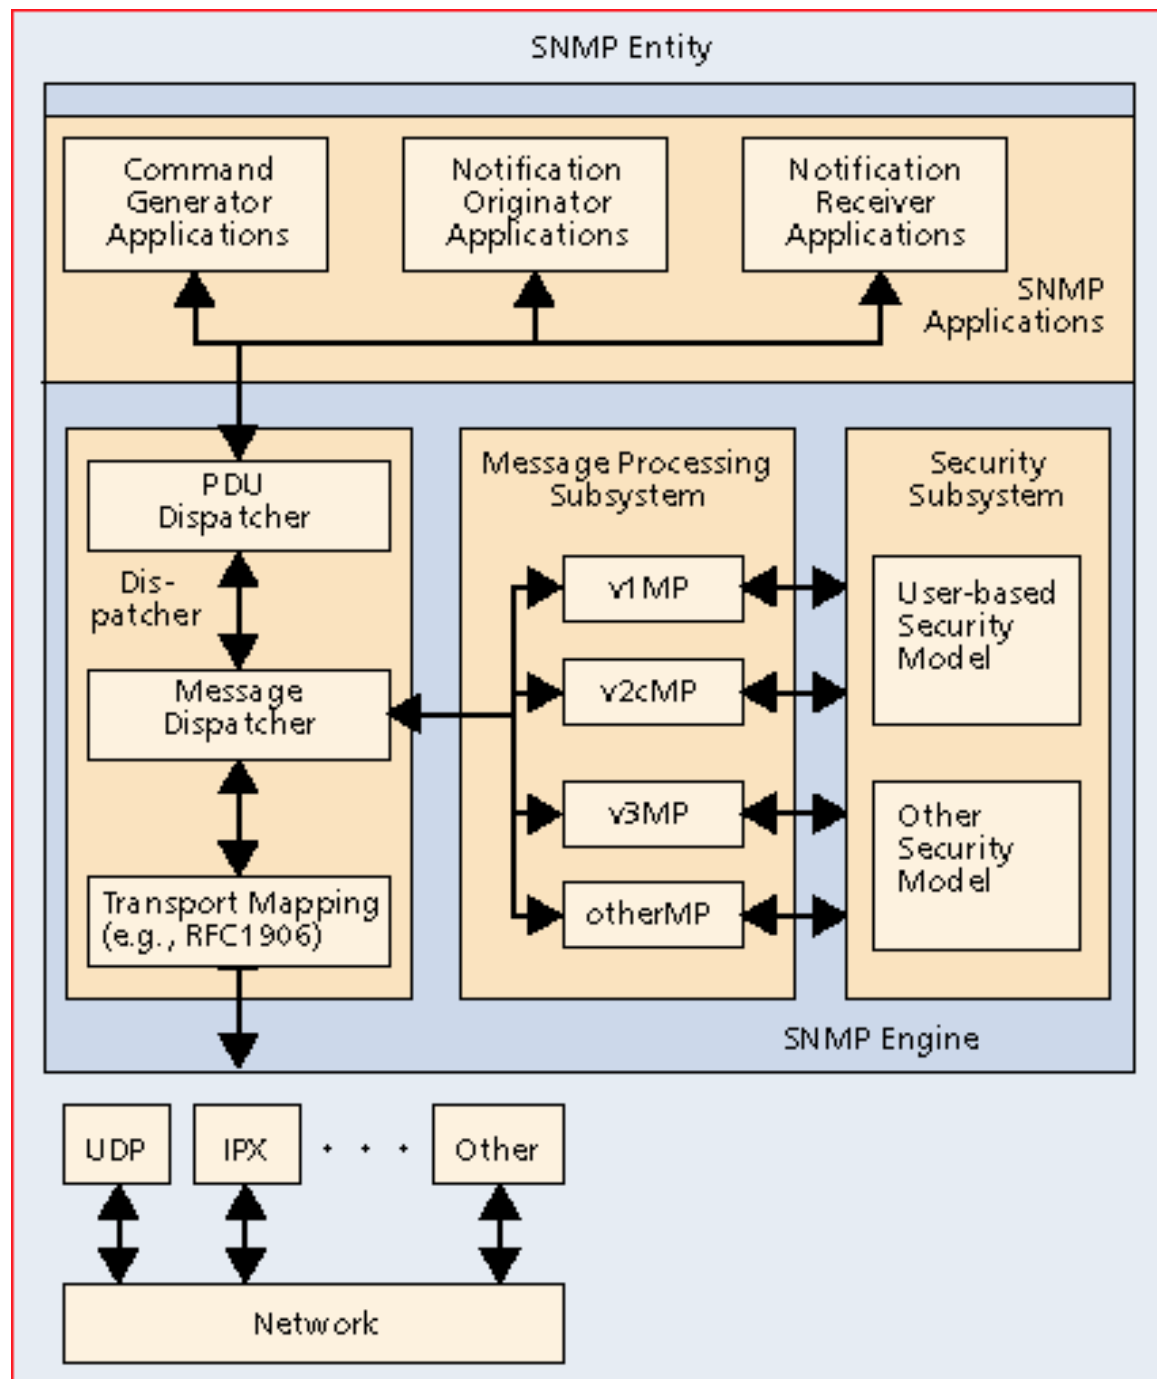 SNMP Entity
Command
Generator
Applications
Notification
Originator
Applications
Notification
Receiver
Applications
SNMP
Applications
PDU
Dispatcher
Dis-
patcher
Message
Dispatcher
Transport Mapping
(e.g., RFC1906)
Message Processing
Subsystem
v1MP
v2cMP
v3MP
otherMP
Security
Subsystem
User-based
Security
Model
Other
Security
Model
SNMP Engine
UDP
IPX
. . .
Other
Network